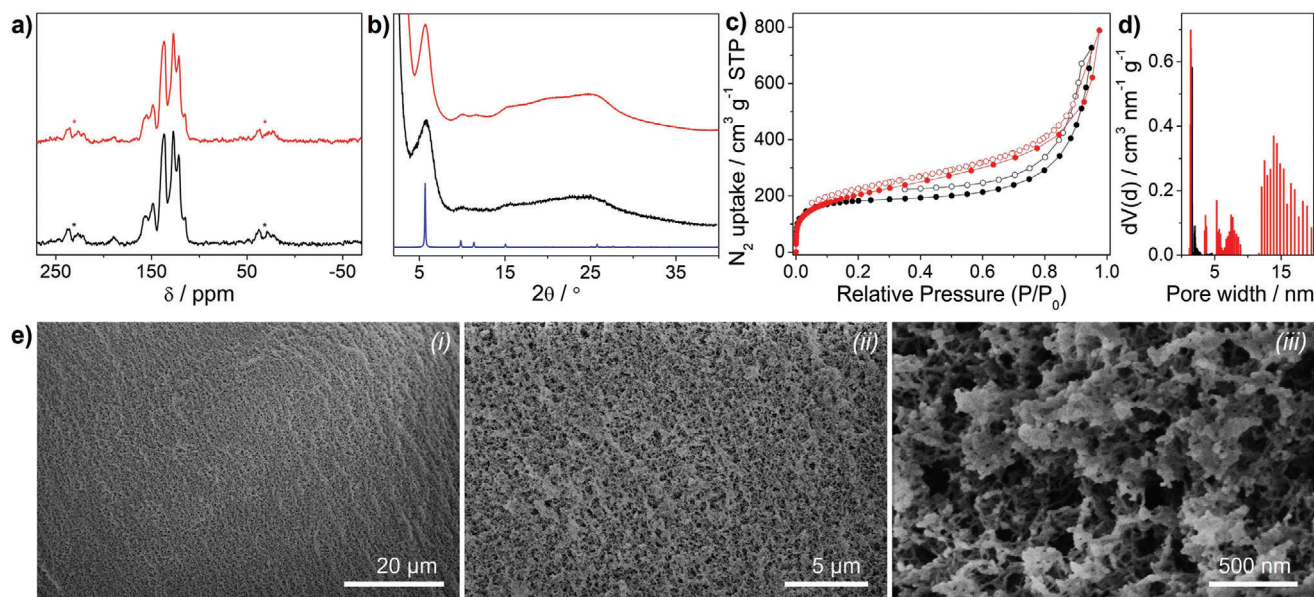 a)
*
*
*
*
250
150
50
-50
δ / ppm
b)
5
15
25
35
2θ / °
c)
800
600
400
200
0
N2 uptake / cm³ g⁻¹ STP
0.0 0.2 0.4 0.6 0.8 1.0
Relative Pressure (P/P0)
d)
0.6
0.4
0.2
0.0
dV(d) / cm³ nm⁻¹ g⁻¹
5
15
Pore width / nm
e)
(i)
20 µm
(ii)
5 µm
(iii)
500 nm